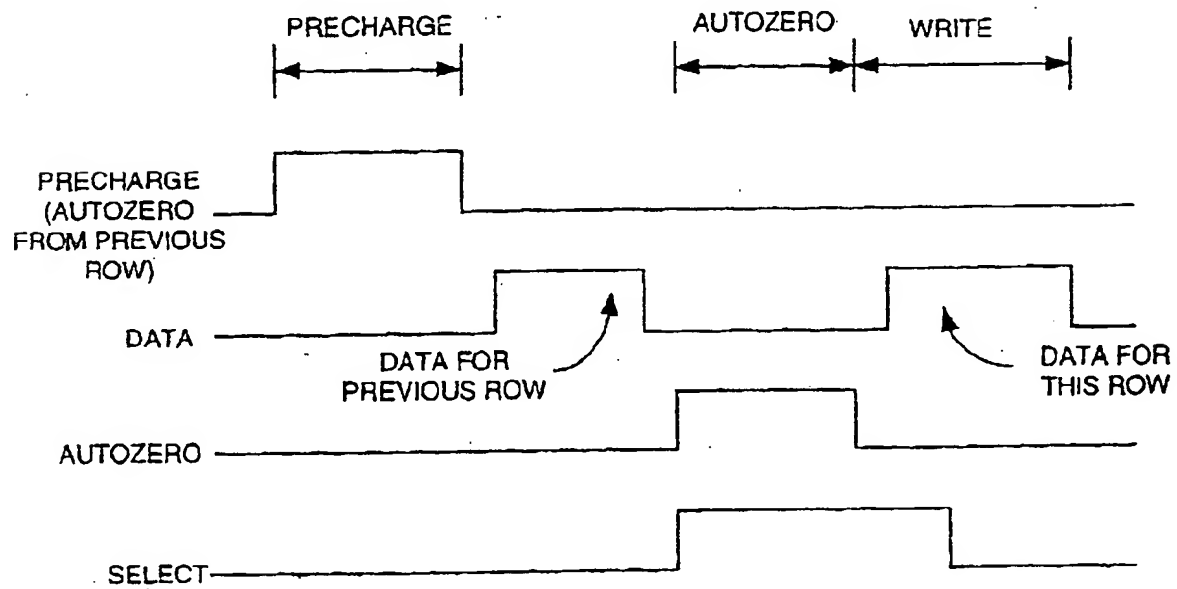 PRECHARGE
AUTOZERO
WRITE
PRECHARGE
(AUTOZERO
FROM PREVIOUS
ROW)
DATA
DATA FOR
PREVIOUS ROW
DATA FOR
THIS ROW
AUTOZERO
SELECT